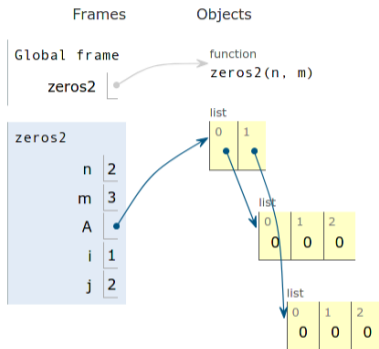 Frames Objects
Global frame
function
zeros2
zeros2(n, m)
list
zeros2
0 1
n 2
m 3
list
A
0 1 2
0 0 0
i 1
j 2
list
0 1 2
0 0 0